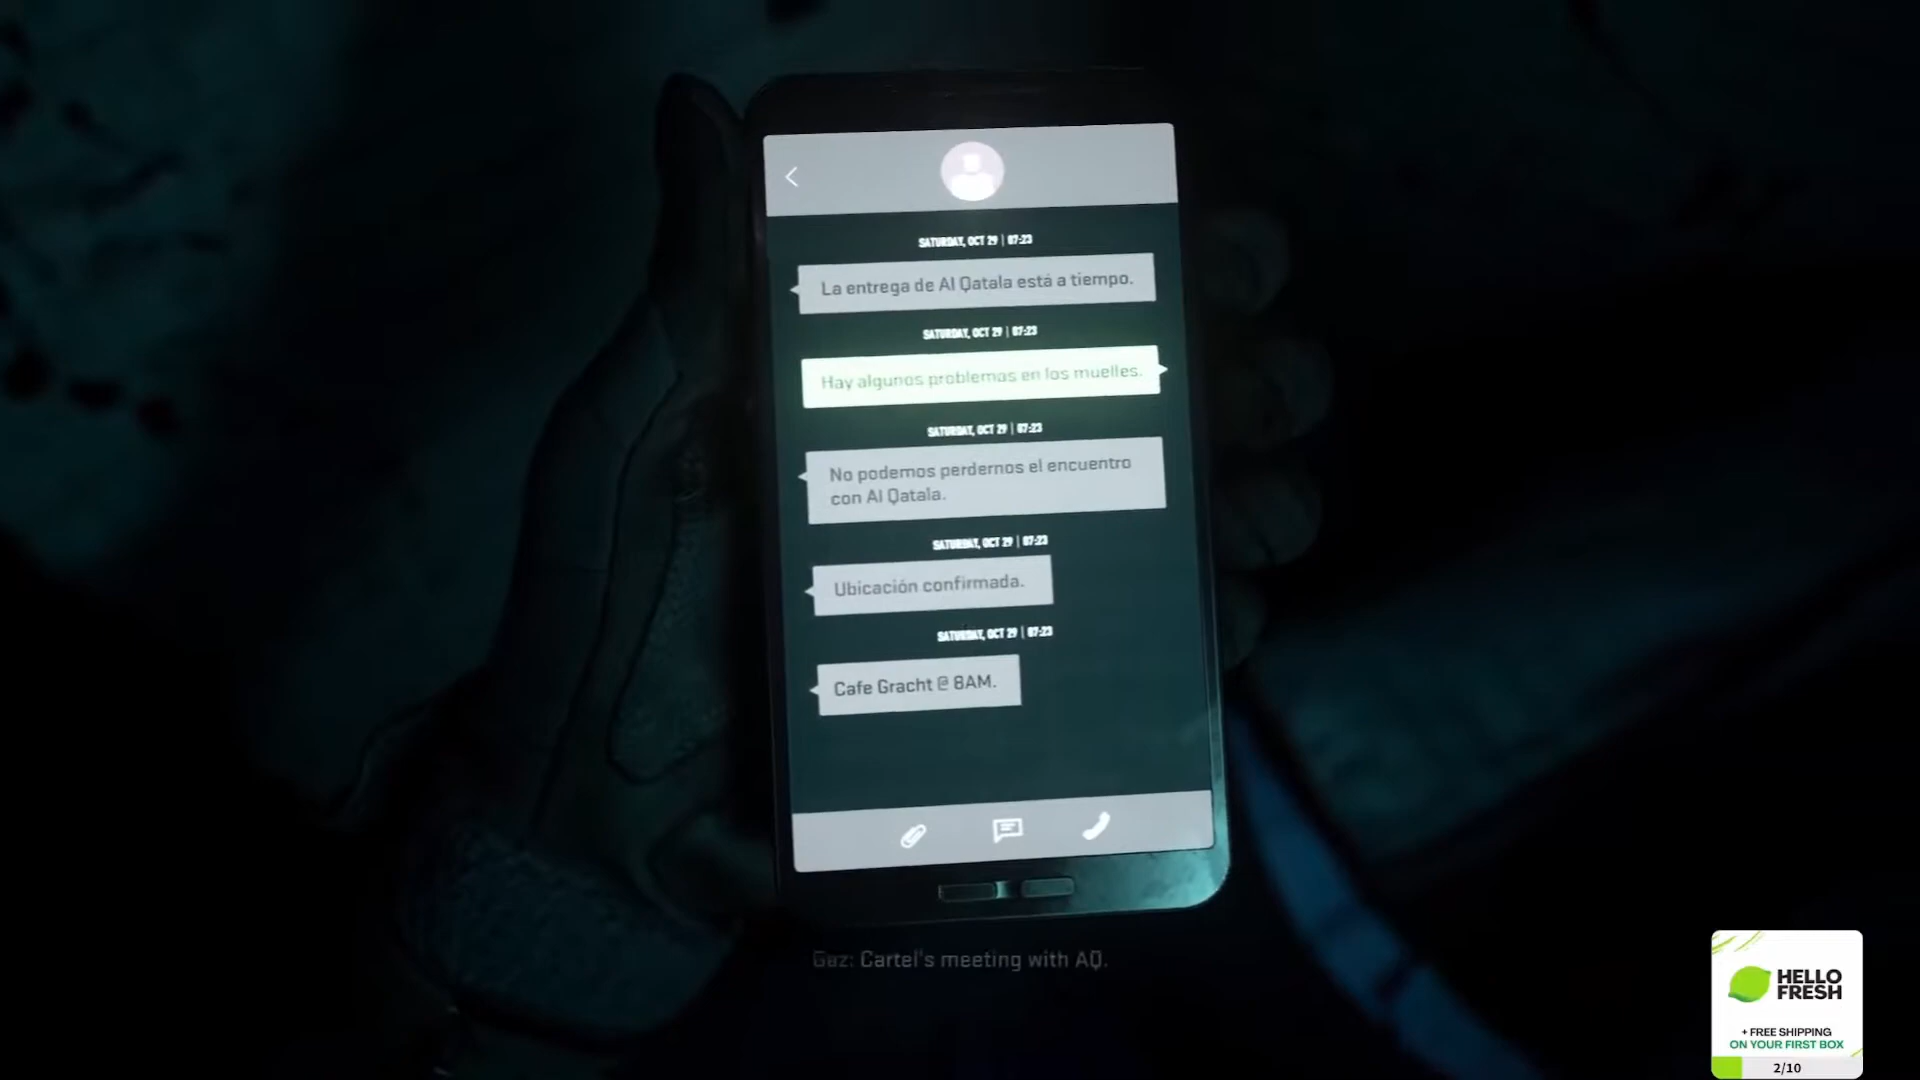 SATURDAY, OCT 29 | 07:23
La entrega de Al Qatala está a tiempo.
SATURDAY, OCT 29 | 07:23
Hay algunos problemas en los muelles.
SATURDAY, OCT 29 | 07:23
No podemos perdernos el encuentro
con Al Qatala.
SATURDAY, OCT 29 | 07:23
Ubicación confirmada.
SATURDAY, OCT 29 | 07:23
Cafe Gracht @ 8AM.
Gaz: Cartel's meeting with AQ.
HELLO
FRESH
+ FREE SHIPPING
ON YOUR FIRST BOX
2/10